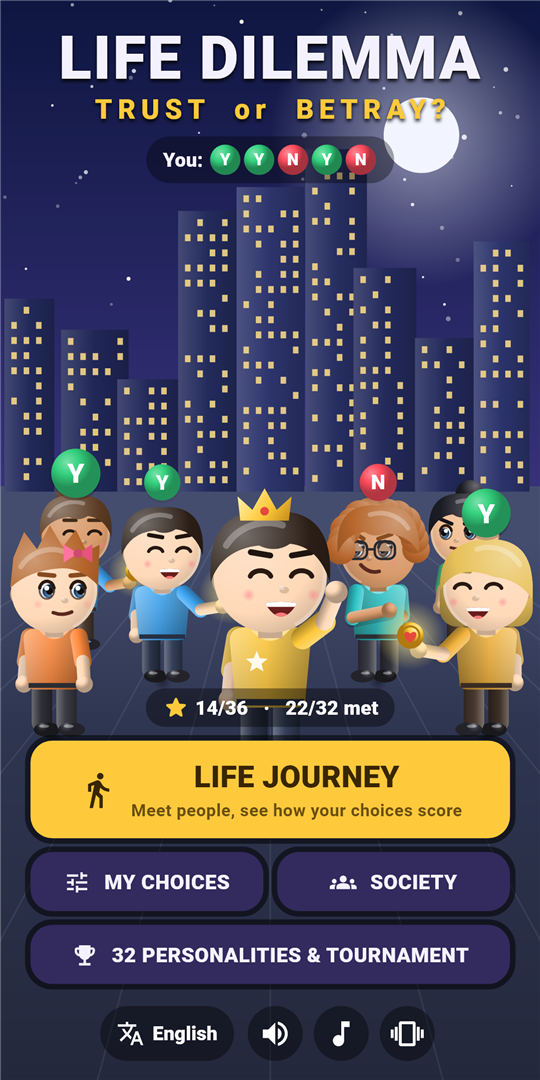 LIFE DILEMMA
TRUST or BETRAY?
You: Y Y N Y N
Y
Y
N
Y
14/36 · 22/32 met
LIFE JOURNEY
Meet people, see how your choices score
MY CHOICES
SOCIETY
32 PERSONALITIES & TOURNAMENT
English